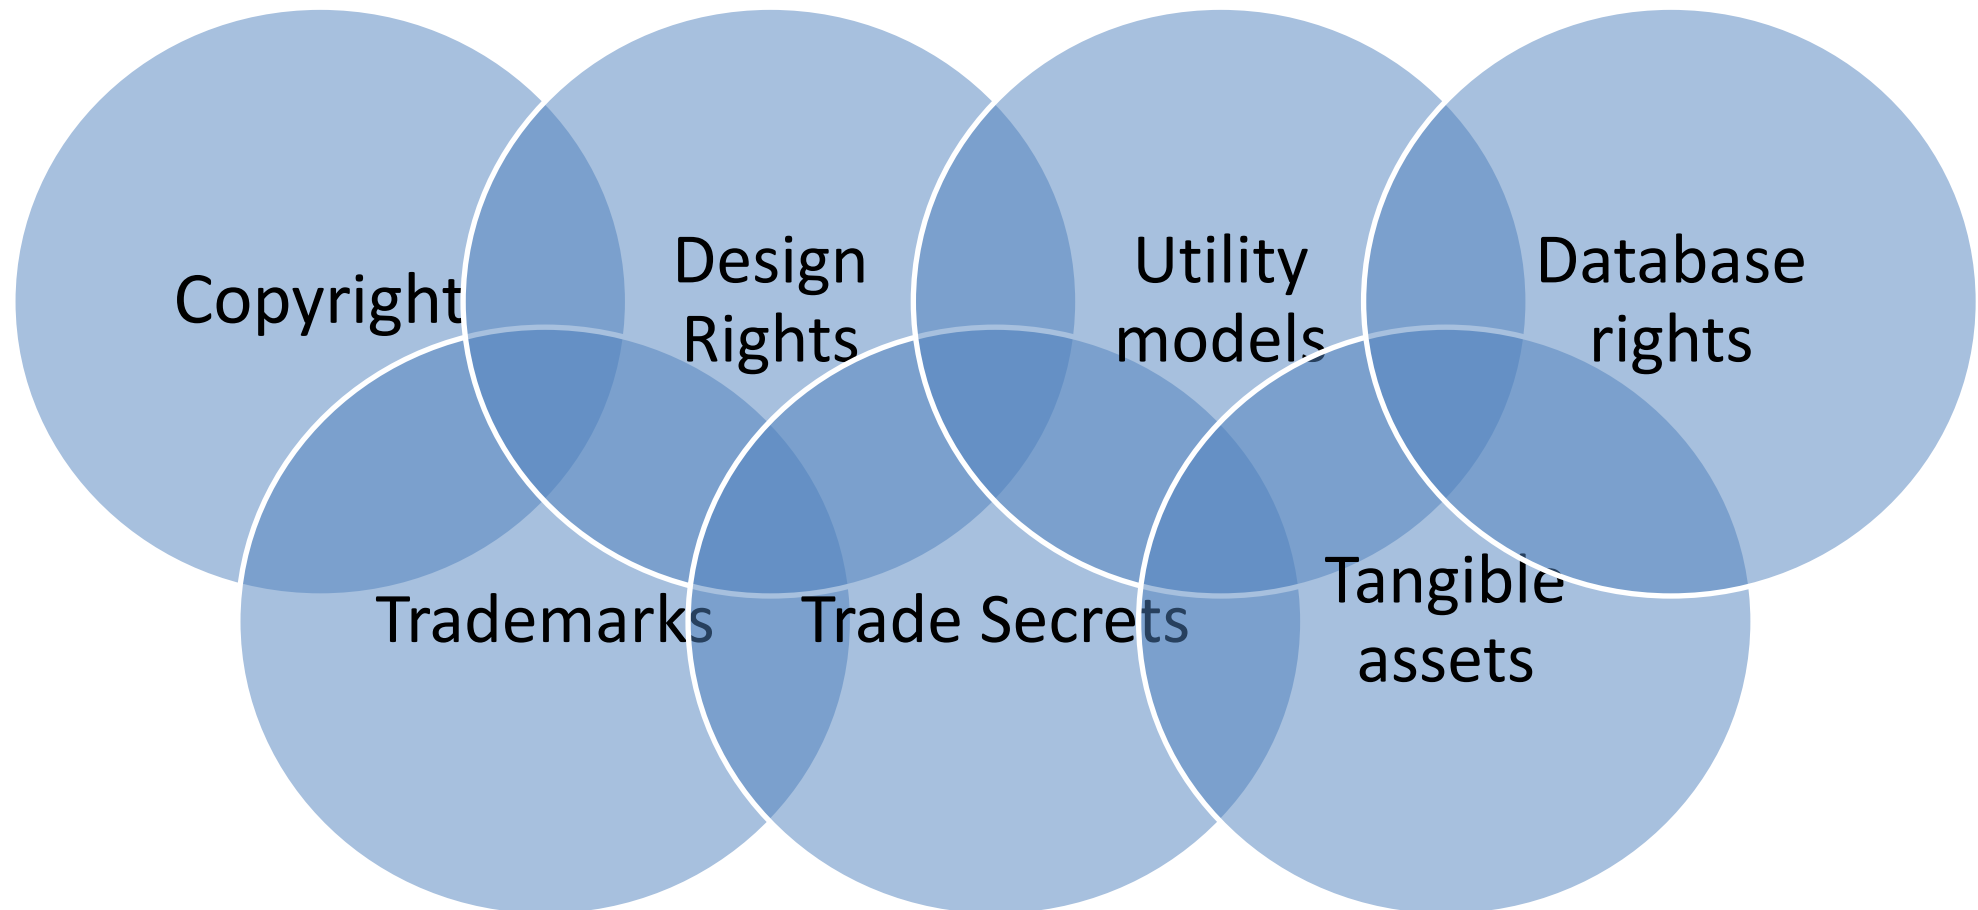 Copyright
Design
Rights
Utility
models
Database
rights
Trademarks
Trade Secrets
Tangible
assets